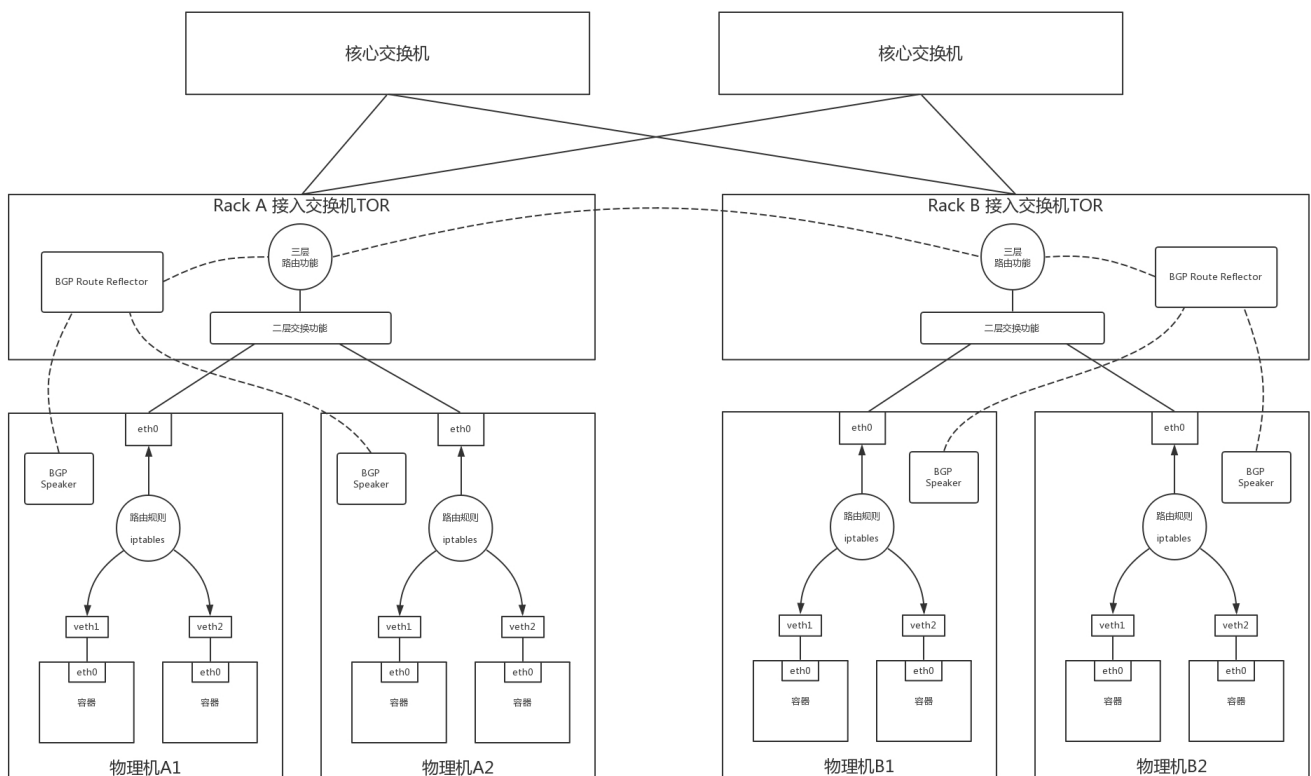 核心交换机
核心交换机
Rack A 接入交换机TOR
三层
路由功能
BGP Route Reflector
二层交换功能
Rack B 接入交换机TOR
三层
路由功能
BGP Route Reflector
二层交换功能
eth0
BGP
Speaker
路由规则
iptables
veth1
veth2
eth0
eth0
容器
容器
物理机A1
eth0
BGP
Speaker
路由规则
iptables
veth1
veth2
eth0
eth0
容器
容器
物理机A2
eth0
BGP
Speaker
路由规则
iptables
veth1
veth2
eth0
eth0
容器
容器
物理机B1
eth0
BGP
Speaker
路由规则
iptables
veth1
veth2
eth0
eth0
容器
容器
物理机B2